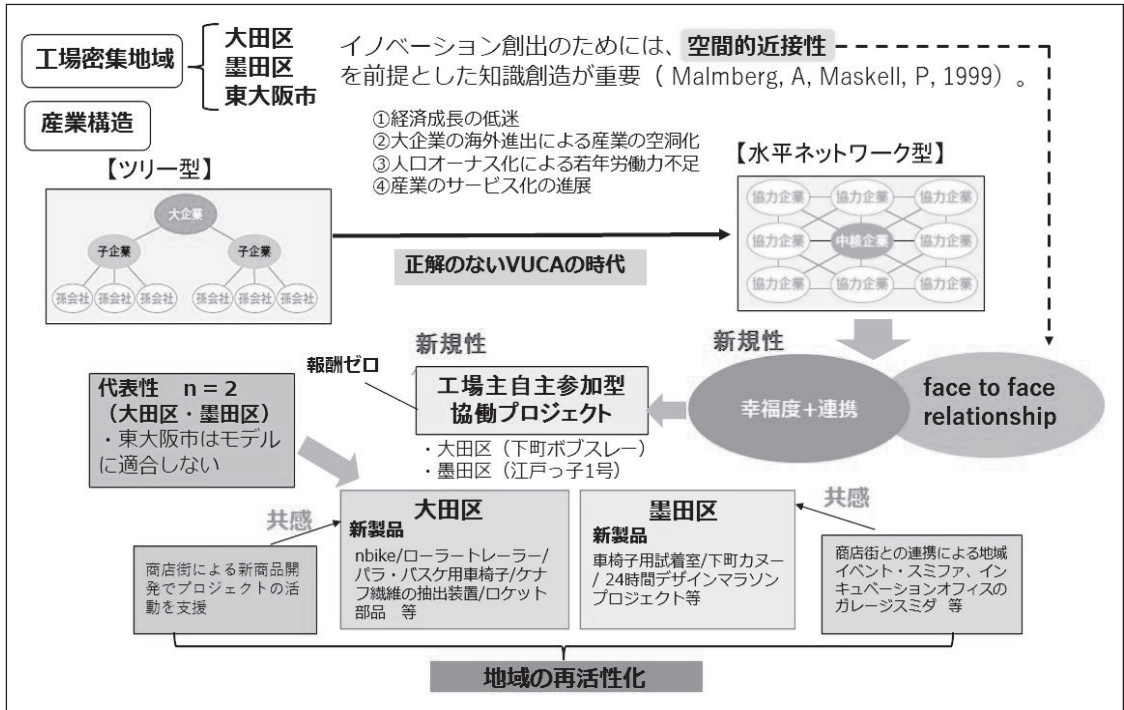 工場密集地域
大田区
墨田区
東大阪市
イノベーション創出のためには、空間的近接性
を前提とした知識創造が重要（ Malmberg, A, Maskell, P, 1999）。
産業構造
①経済成長の低迷
②大企業の海外進出による産業の空洞化
③人口オーナス化による若年労働力不足
④産業のサービス化の進展
【ツリー型】
大企業
子企業 子企業
孫会社 孫会社 孫会社 孫会社 孫会社 孫会社
正解のないVUCAの時代
【水平ネットワーク型】
協力企業 協力企業 協力企業
協力企業 中核企業 協力企業
協力企業 協力企業 協力企業
新規性
幸福度+連携
face to face
relationship
新規性
報酬ゼロ
工場主自主参加型
協働プロジェクト
・大田区（下町ボブスレー）
・墨田区（江戸っ子1号）
代表性 n = 2
（大田区・墨田区）
・東大阪市はモデル
に適合しない
共感
商店街による新商品開
発でプロジェクトの活
動を支援
大田区
新製品
nbike/ローラートレーラー/
パラ・バスケ用車椅子/ケナ
フ繊維の抽出装置/ロケット
部品 等
墨田区
新製品
車椅子用試着室/下町カヌー
/ 24時間デザインマラソン
プロジェクト等
共感
商店街との連携による地域
イベント・スミファ、イン
キュベーションオフィスの
ガレージスミダ 等
地域の再活性化